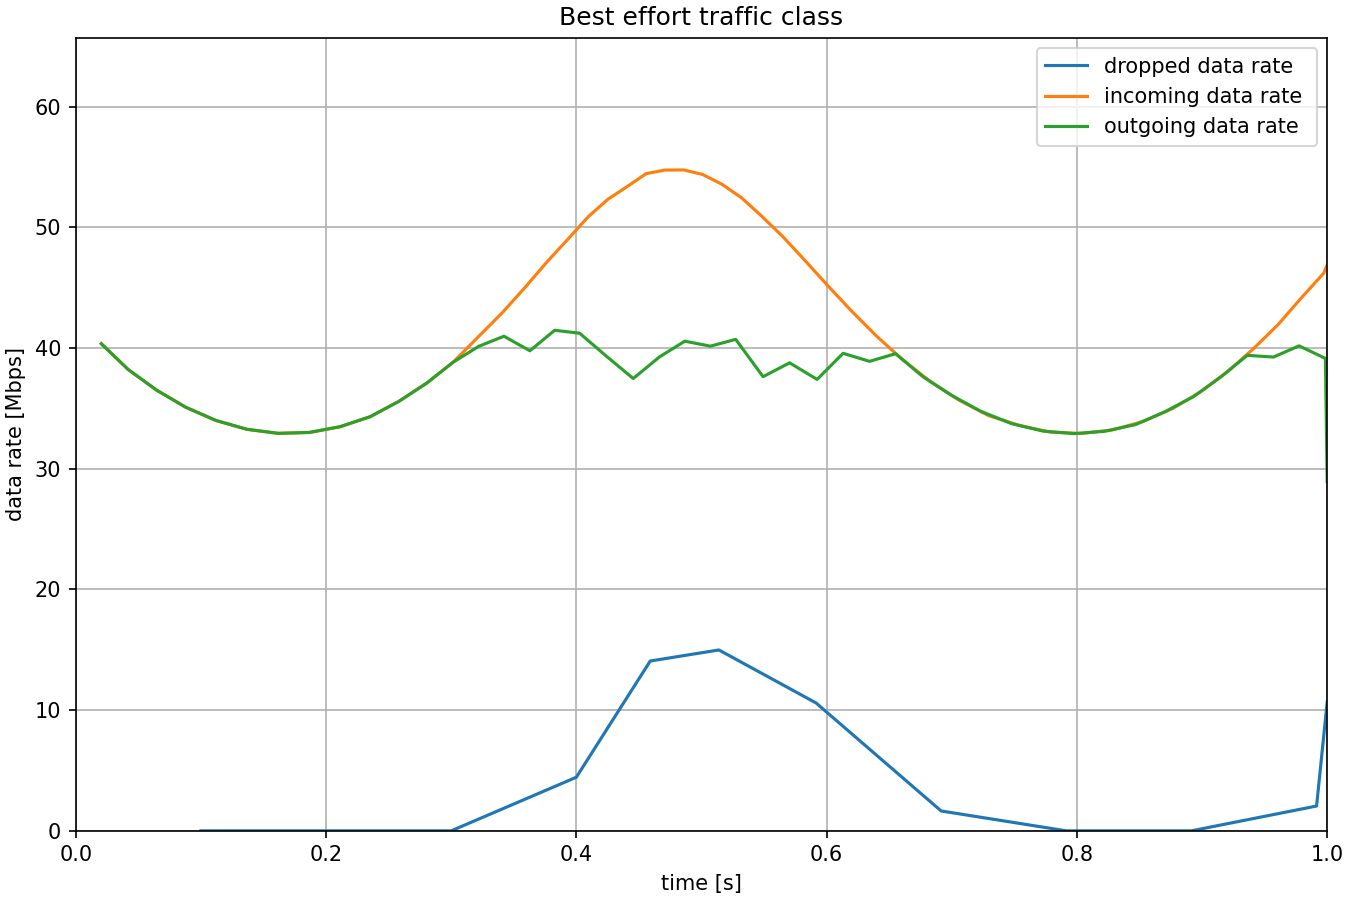 Best effort traffic class
dropped data rate
incoming data rate
outgoing data rate
data rate [Mbps]
60
50
40
30
20
10
0
0.0 0.2 0.4 0.6 0.8 1.0
time [s]